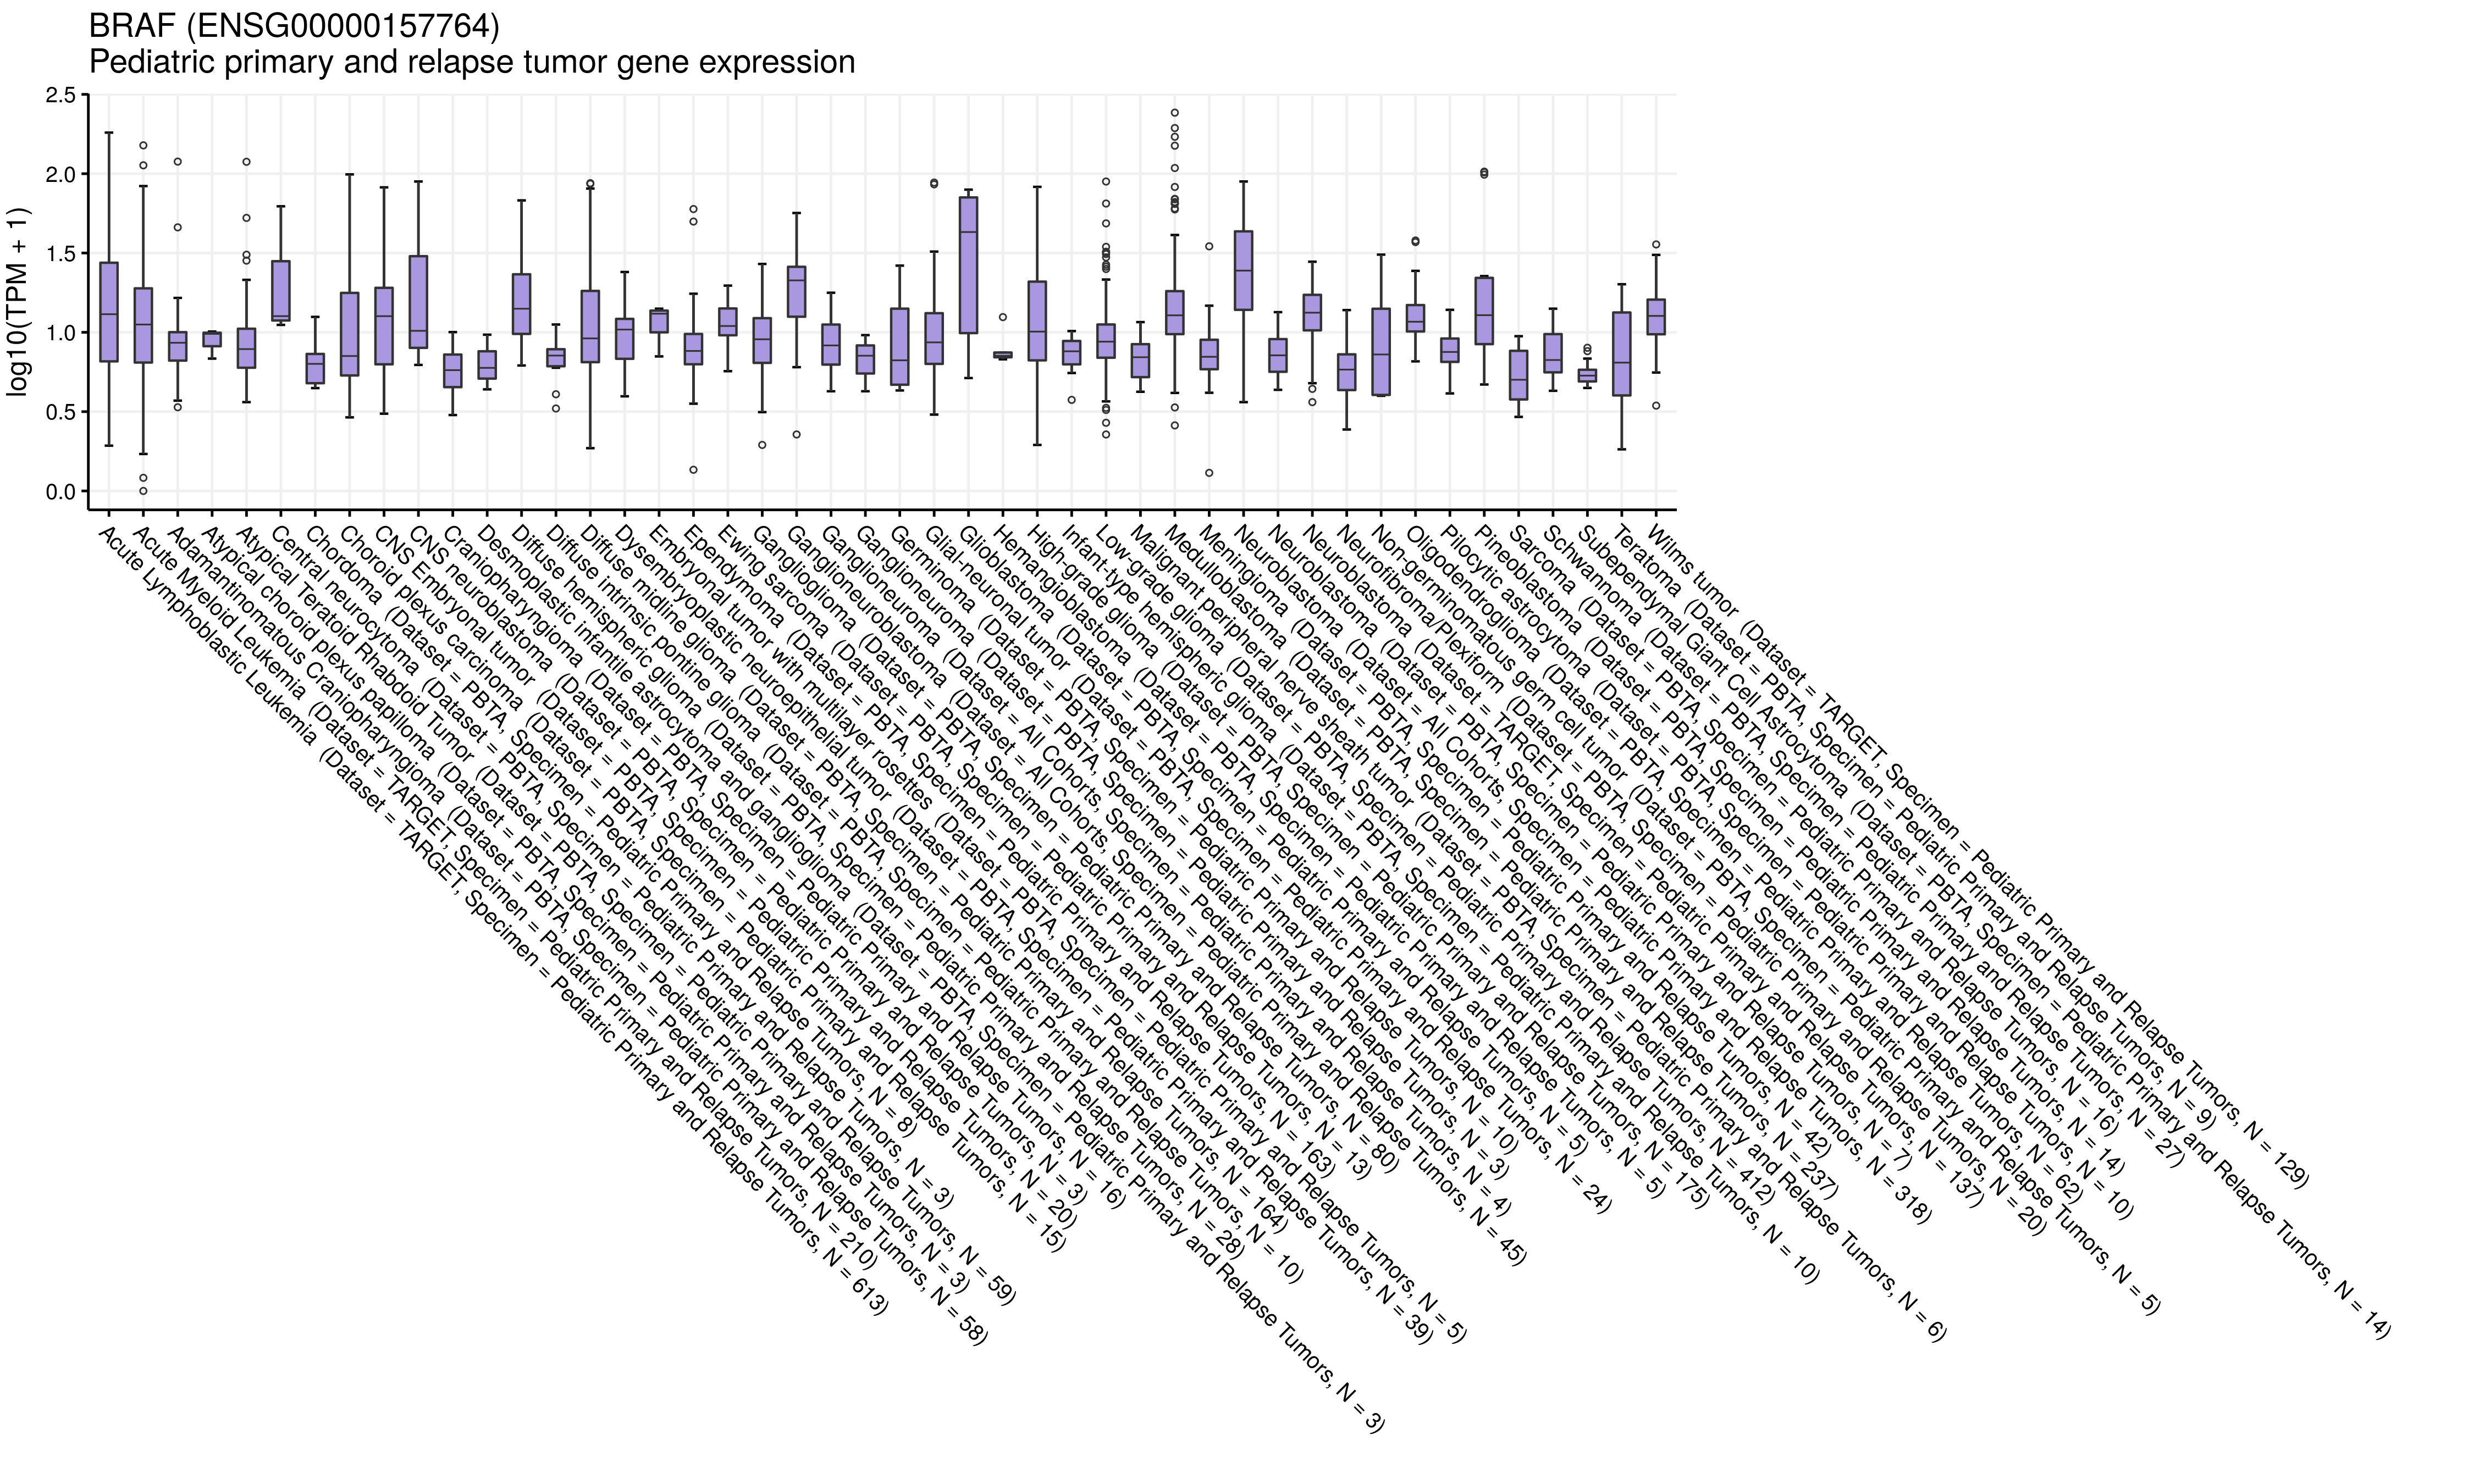 BRAF (ENSG00000157764)
Pediatric primary and relapse tumor gene expression
log10(TPM + 1)
2.5
2.0
1.5
1.0
0.5
0.0
Acute Lymphoblastic Leukemia (Dataset = TARGET, Specimen = Pediatric Primary and Relapse Tumors, N = 613)
Acute Myeloid Leukemia (Dataset = TARGET, Specimen = Pediatric Primary and Relapse Tumors, N = 210)
Adamantinomatous Craniopharyngioma (Dataset = PBTA, Specimen = Pediatric Primary and Relapse Tumors, N = 58)
Atypical choroid plexus papilloma (Dataset = PBTA, Specimen = Pediatric Primary and Relapse Tumors, N = 3)
Atypical Teratoid Rhabdoid Tumor (Dataset = PBTA, Specimen = Pediatric Primary and Relapse Tumors, N = 59)
Central neurocytoma (Dataset = PBTA, Specimen = Pediatric Primary and Relapse Tumors, N = 3)
Chordoma (Dataset = PBTA, Specimen = Pediatric Primary and Relapse Tumors, N = 8)
Choroid plexus carcinoma (Dataset = PBTA, Specimen = Pediatric Primary and Relapse Tumors, N = 15)
CNS Embryonal tumor (Dataset = PBTA, Specimen = Pediatric Primary and Relapse Tumors, N = 20)
CNS neuroblastoma (Dataset = PBTA, Specimen = Pediatric Primary and Relapse Tumors, N = 3)
Craniopharyngioma (Dataset = PBTA, Specimen = Pediatric Primary and Relapse Tumors, N = 16)
Desmoplastic infantile astrocytoma and ganglioglioma (Dataset = PBTA, Specimen = Pediatric Primary and Relapse Tumors, N = 3)
Diffuse hemispheric glioma (Dataset = PBTA, Specimen = Pediatric Primary and Relapse Tumors, N = 28)
Diffuse intrinsic pontine glioma (Dataset = PBTA, Specimen = Pediatric Primary and Relapse Tumors, N = 10)
Diffuse midline glioma (Dataset = PBTA, Specimen = Pediatric Primary and Relapse Tumors, N = 164)
Dysembryoplastic neuroepithelial tumor (Dataset = PBTA, Specimen = Pediatric Primary and Relapse Tumors, N = 39)
Embryonal tumor with multilayer rosettes (Dataset = PBTA, Specimen = Pediatric Primary and Relapse Tumors, N = 5)
Ependymoma (Dataset = PBTA, Specimen = Pediatric Primary and Relapse Tumors, N = 163)
Ewing sarcoma (Dataset = PBTA, Specimen = Pediatric Primary and Relapse Tumors, N = 13)
Ganglioglioma (Dataset = PBTA, Specimen = Pediatric Primary and Relapse Tumors, N = 80)
Ganglioneuroblastoma (Dataset = All Cohorts, Specimen = Pediatric Primary and Relapse Tumors, N = 45)
Ganglioneuroma (Dataset = All Cohorts, Specimen = Pediatric Primary and Relapse Tumors, N = 4)
Ganglioneuroma (Dataset = PBTA, Specimen = Pediatric Primary and Relapse Tumors, N = 3)
Germinoma (Dataset = PBTA, Specimen = Pediatric Primary and Relapse Tumors, N = 10)
Glial-neuronal tumor (Dataset = PBTA, Specimen = Pediatric Primary and Relapse Tumors, N = 24)
Glioblastoma (Dataset = PBTA, Specimen = Pediatric Primary and Relapse Tumors, N = 5)
Hemangioblastoma (Dataset = PBTA, Specimen = Pediatric Primary and Relapse Tumors, N = 5)
High-grade glioma (Dataset = PBTA, Specimen = Pediatric Primary and Relapse Tumors, N = 175)
Infant-type hemispheric glioma (Dataset = PBTA, Specimen = Pediatric Primary and Relapse Tumors, N = 10)
Low-grade glioma (Dataset = PBTA, Specimen = Pediatric Primary and Relapse Tumors, N = 412)
Malignant peripheral nerve sheath tumor (Dataset = PBTA, Specimen = Pediatric Primary and Relapse Tumors, N = 6)
Medulloblastoma (Dataset = PBTA, Specimen = Pediatric Primary and Relapse Tumors, N = 237)
Meningioma (Dataset = PBTA, Specimen = Pediatric Primary and Relapse Tumors, N = 42)
Neuroblastoma (Dataset = All Cohorts, Specimen = Pediatric Primary and Relapse Tumors, N = 318)
Neuroblastoma (Dataset = PBTA, Specimen = Pediatric Primary and Relapse Tumors, N = 7)
Neuroblastoma (Dataset = TARGET, Specimen = Pediatric Primary and Relapse Tumors, N = 137)
Neurofibroma/Plexiform (Dataset = PBTA, Specimen = Pediatric Primary and Relapse Tumors, N = 20)
Non-germinomatous germ cell tumor (Dataset = PBTA, Specimen = Pediatric Primary and Relapse Tumors, N = 5)
Oligodendroglioma (Dataset = PBTA, Specimen = Pediatric Primary and Relapse Tumors, N = 62)
Pilocytic astrocytoma (Dataset = PBTA, Specimen = Pediatric Primary and Relapse Tumors, N = 10)
Pineoblastoma (Dataset = PBTA, Specimen = Pediatric Primary and Relapse Tumors, N = 14)
Sarcoma (Dataset = PBTA, Specimen = Pediatric Primary and Relapse Tumors, N = 16)
Schwannoma (Dataset = PBTA, Specimen = Pediatric Primary and Relapse Tumors, N = 27)
Subependymal Giant Cell Astrocytoma (Dataset = PBTA, Specimen = Pediatric Primary and Relapse Tumors, N = 14)
Teratoma (Dataset = PBTA, Specimen = Pediatric Primary and Relapse Tumors, N = 9)
Wilms tumor (Dataset = TARGET, Specimen = Pediatric Primary and Relapse Tumors, N = 129)